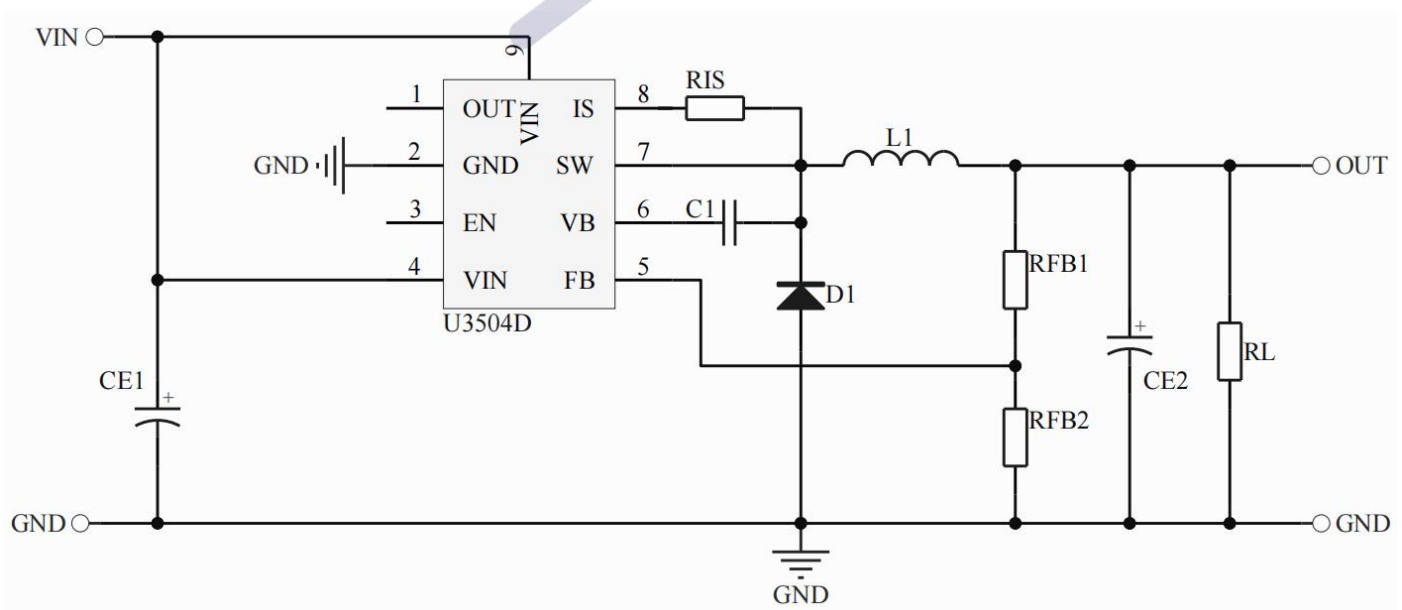 VIN
9
1 OUT VIN IS 8 RIS
GND 2 GND SW 7 L1 OUT
3 EN VB 6 C1
4 VIN FB 5 RFB1
D1
U3504D
CE1 + + CE2 RL
RFB2
GND GND
GND